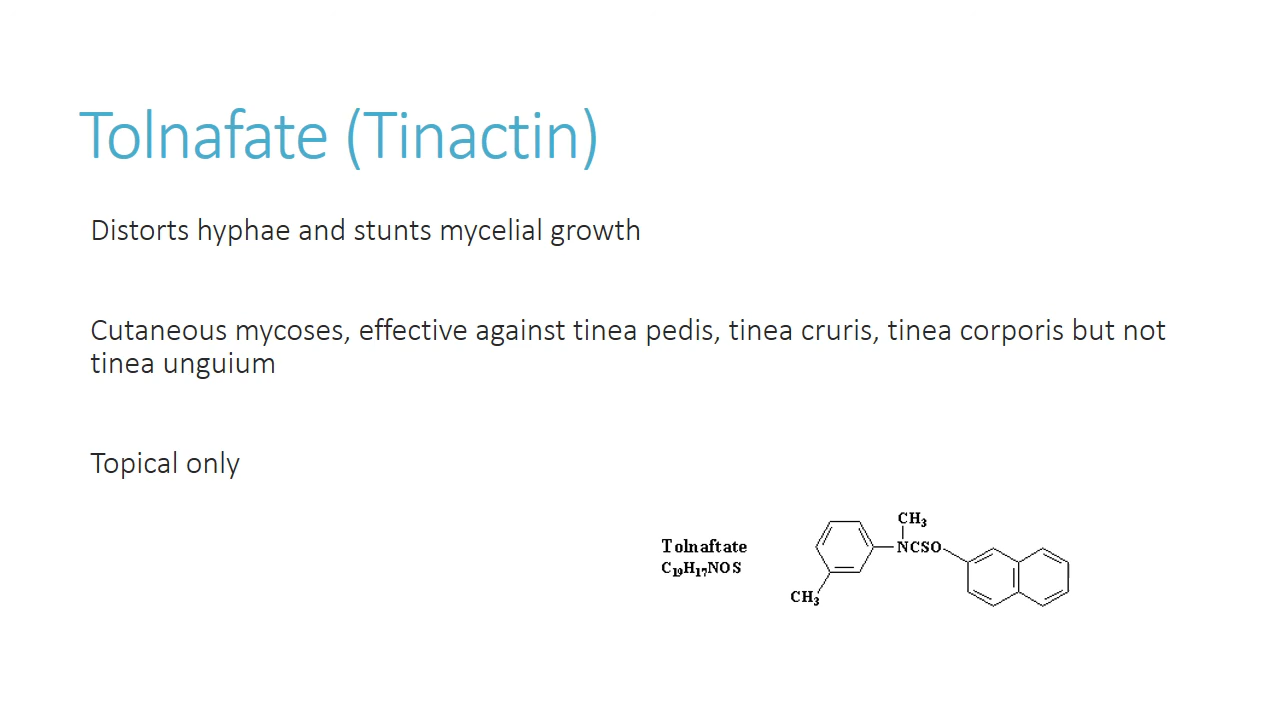 Tolnafate (Tinactin)
Distorts hyphae and stunts mycelial growth
Cutaneous mycoses, effective against tinea pedis, tinea cruris, tinea corporis but not
tinea unguium
Topical only
CH₃
Tolnaftate
NCSO
C₁₉H₁₇NOS
CH₃